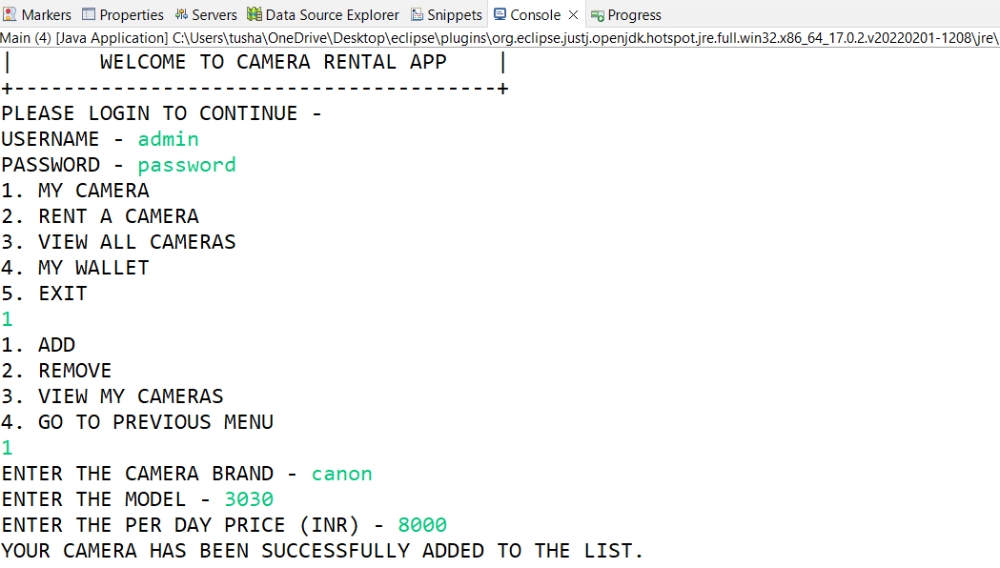 Markers Properties Servers Data Source Explorer Snippets Console Progress
Main (4) [Java Application] C:\Users\tusha\OneDrive\Desktop\eclipse\plugins\org.eclipse.justj.openjdk.hotspot.jre.full.win32.x86_64_17.0.2.v20220201-1208\jre\
| WELCOME TO CAMERA RENTAL APP |
+---------------------------------------+
PLEASE LOGIN TO CONTINUE -
USERNAME - admin
PASSWORD - password
1. MY CAMERA
2. RENT A CAMERA
3. VIEW ALL CAMERAS
4. MY WALLET
5. EXIT
1
1. ADD
2. REMOVE
3. VIEW MY CAMERAS
4. GO TO PREVIOUS MENU
1
ENTER THE CAMERA BRAND - canon
ENTER THE MODEL - 3030
ENTER THE PER DAY PRICE (INR) - 8000
YOUR CAMERA HAS BEEN SUCCESSFULLY ADDED TO THE LIST.